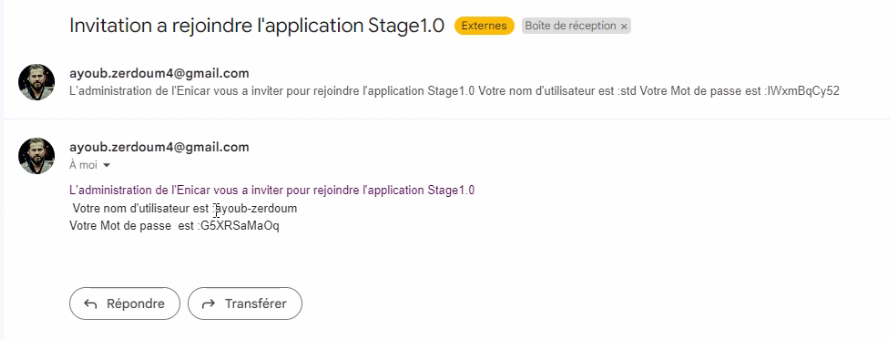 Invitation a rejoindre l'application Stage1.0 Externes Boîte de réception ×
ayoub.zerdoum4@gmail.com
L'administration de l'Enicar vous a inviter pour rejoindre l'application Stage1.0 Votre nom d'utilisateur est :std Votre Mot de passe est :lWxmBqCy52
ayoub.zerdoum4@gmail.com
À moi
L'administration de l'Enicar vous a inviter pour rejoindre l'application Stage1.0
Votre nom d'utilisateur est :ayoub-zerdoum
Votre Mot de passe est :G5XRSaMaOq
Répondre Transférer